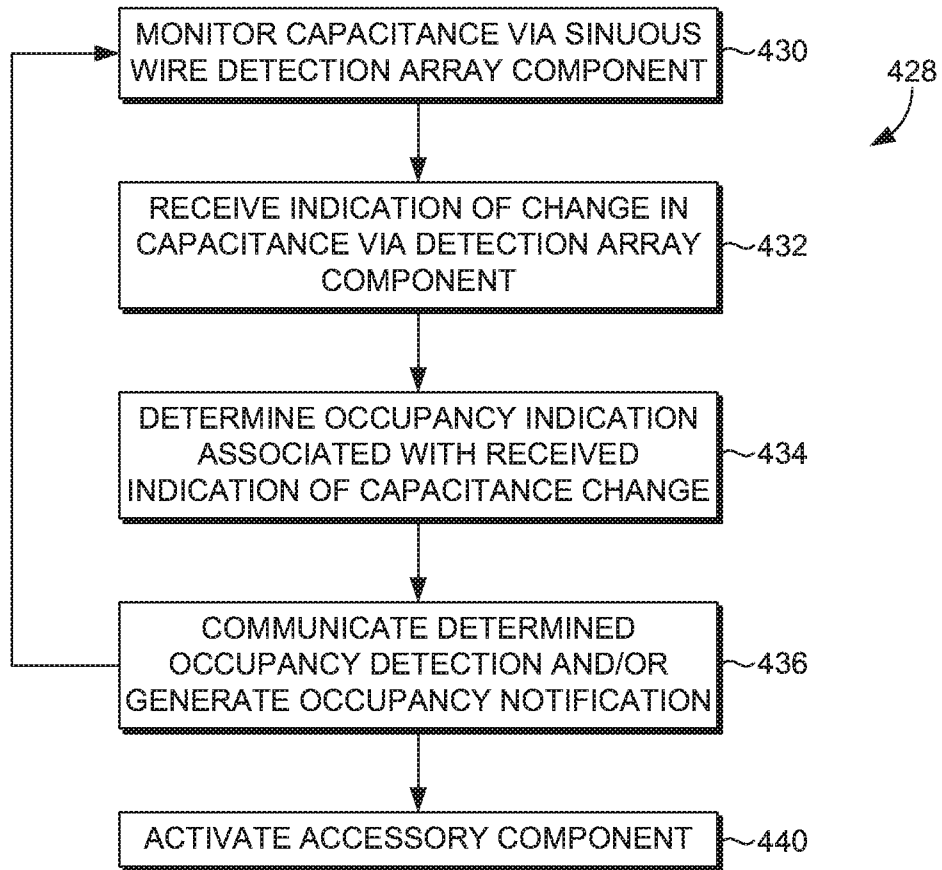 MONITOR CAPACITANCE VIA SINUOUS
WIRE DETECTION ARRAY COMPONENT
430
428
RECEIVE INDICATION OF CHANGE IN
CAPACITANCE VIA DETECTION ARRAY
COMPONENT
432
DETERMINE OCCUPANCY INDICATION
ASSOCIATED WITH RECEIVED
INDICATION OF CAPACITANCE CHANGE
434
COMMUNICATE DETERMINED
OCCUPANCY DETECTION AND/OR
GENERATE OCCUPANCY NOTIFICATION
436
ACTIVATE ACCESSORY COMPONENT
440